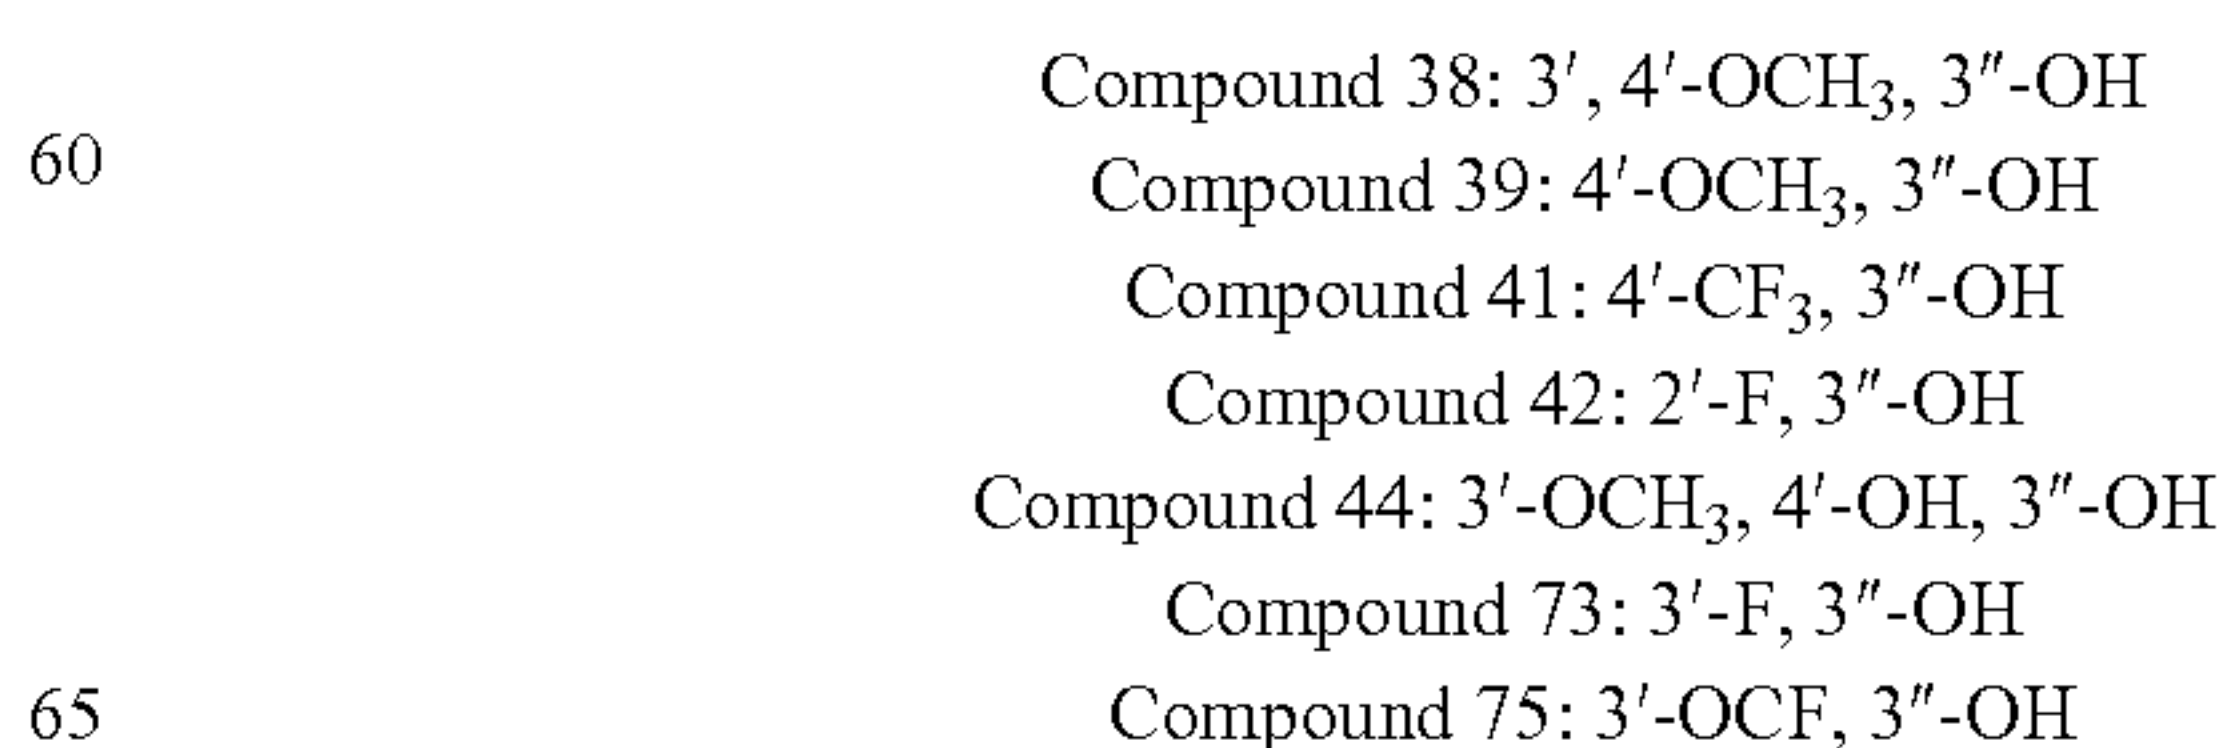 Compound 38: 3′, 4′-OCH₃, 3″-OH
60
Compound 39: 4′-OCH₃, 3″-OH
Compound 41: 4′-CF₃, 3″-OH
Compound 42: 2′-F, 3″-OH
Compound 44: 3′-OCH₃, 4′-OH, 3″-OH
Compound 73: 3′-F, 3″-OH
65 Compound 75: 3′-OCF, 3″-OH